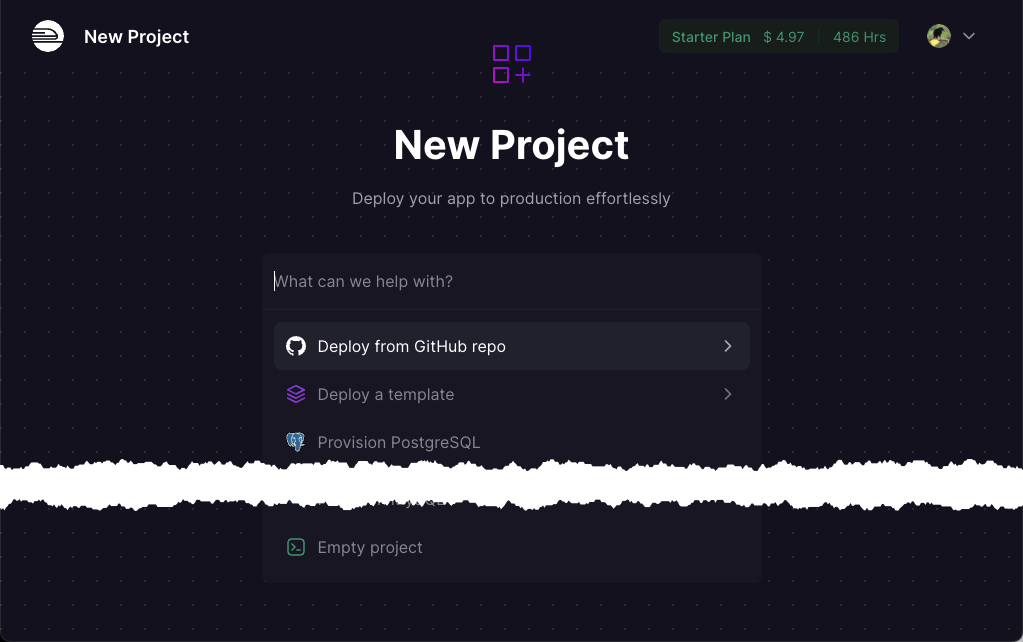 New Project
Starter Plan $ 4.97 486 Hrs
New Project
Deploy your app to production effortlessly
What can we help with?
Deploy from GitHub repo
Deploy a template
Provision PostgreSQL
Empty project